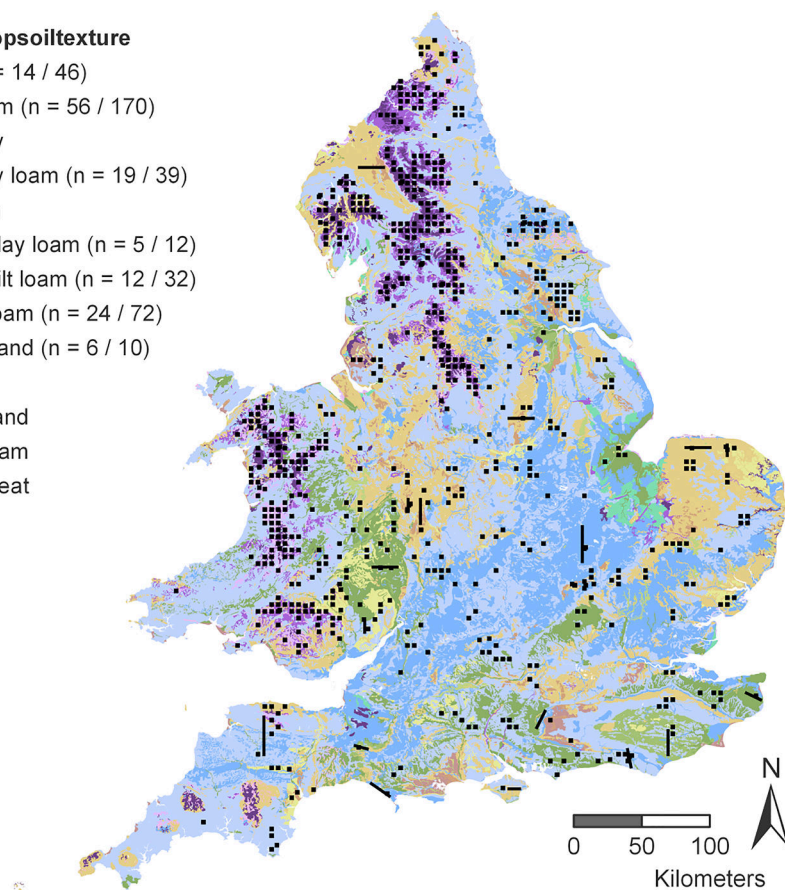 opsoiltexture
= 14 / 46)
m (n = 56 / 170)
y
y loam (n = 19 / 39)
lay loam (n = 5 / 12)
ilt loam (n = 12 / 32)
oam (n = 24 / 72)
and (n = 6 / 10)
and
am
eat
N
0 50 100
Kilometers